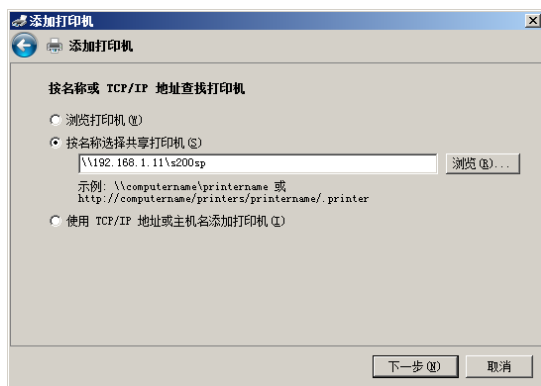 添加打印机
添加打印机
按名称或 TCP/IP 地址查找打印机
浏览打印机(W)
按名称选择共享打印机(S)
\\192.168.1.11\s200sp
浏览(R)...
示例: \\computername\printername 或
http://computername/printers/printername/.printer
使用 TCP/IP 地址或主机名添加打印机(I)
下一步(N)
取消